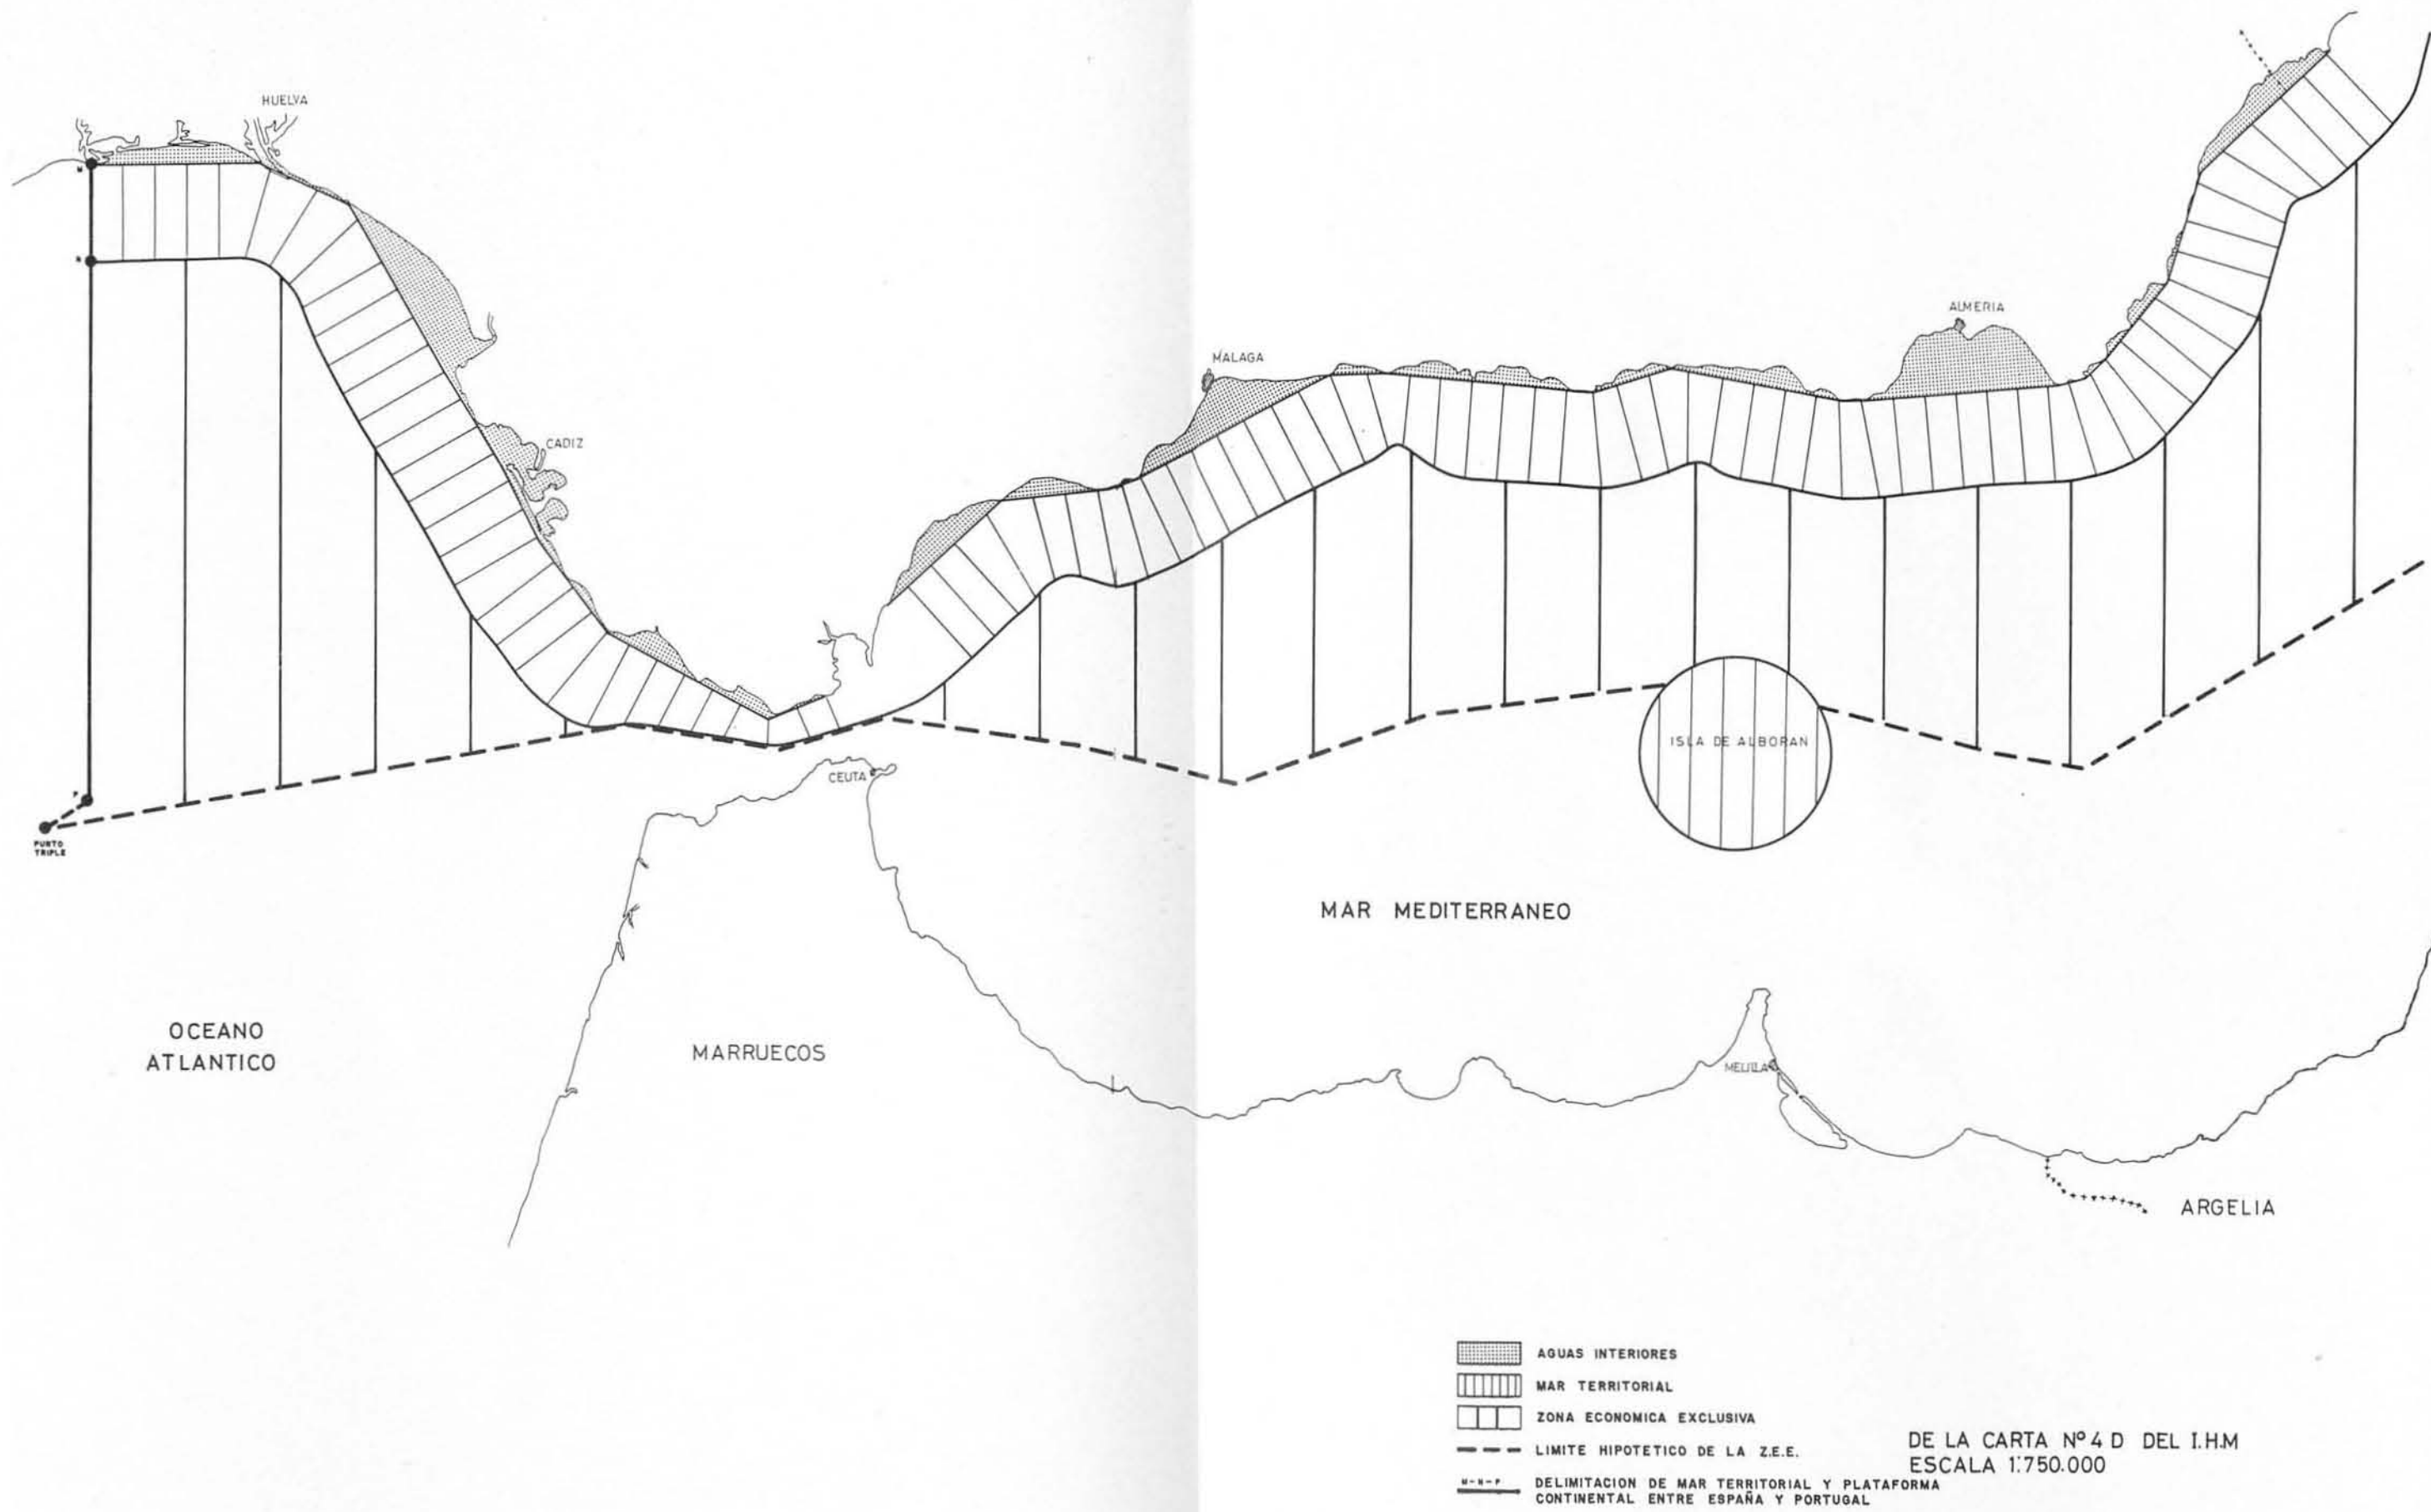 HUELVA
M
N
CADIZ
MALAGA
ALMERIA
P
PUNTO
TRIPLE
CEUTA
ISLA DE ALBORAN
MAR MEDITERRANEO
OCEANO
ATLANTICO
MARRUECOS
MELILLA
ARGELIA
AGUAS INTERIORES
MAR TERRITORIAL
ZONA ECONOMICA EXCLUSIVA
LIMITE HIPOTETICO DE LA Z.E.E.
M-N-P DELIMITACION DE MAR TERRITORIAL Y PLATAFORMA
CONTINENTAL ENTRE ESPAÑA Y PORTUGAL
DE LA CARTA Nº 4 D DEL I.H.M
ESCALA 1:750.000